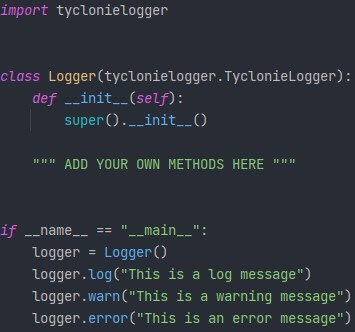 import tyclonielogger
class Logger(tyclonielogger.TyclonieLogger):
    def __init__(self):
        super().__init__()
    """ ADD YOUR OWN METHODS HERE """
if __name__ == "__main__":
    logger = Logger()
    logger.log("This is a log message")
    logger.warn("This is a warning message")
    logger.error("This is an error message")